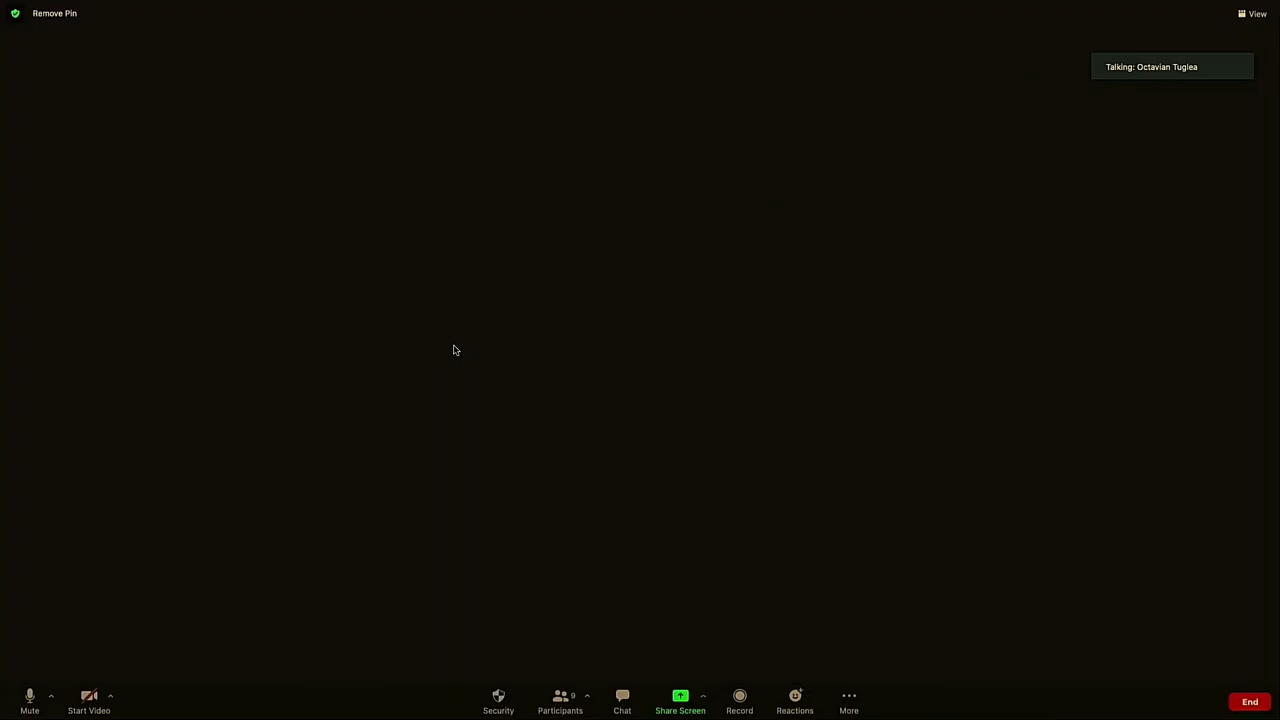 Remove Pin
View
Talking: Octavian Tuglea
9
Mute
Start Video
Security
Participants
Chat
Share Screen
Record
Reactions
More
End